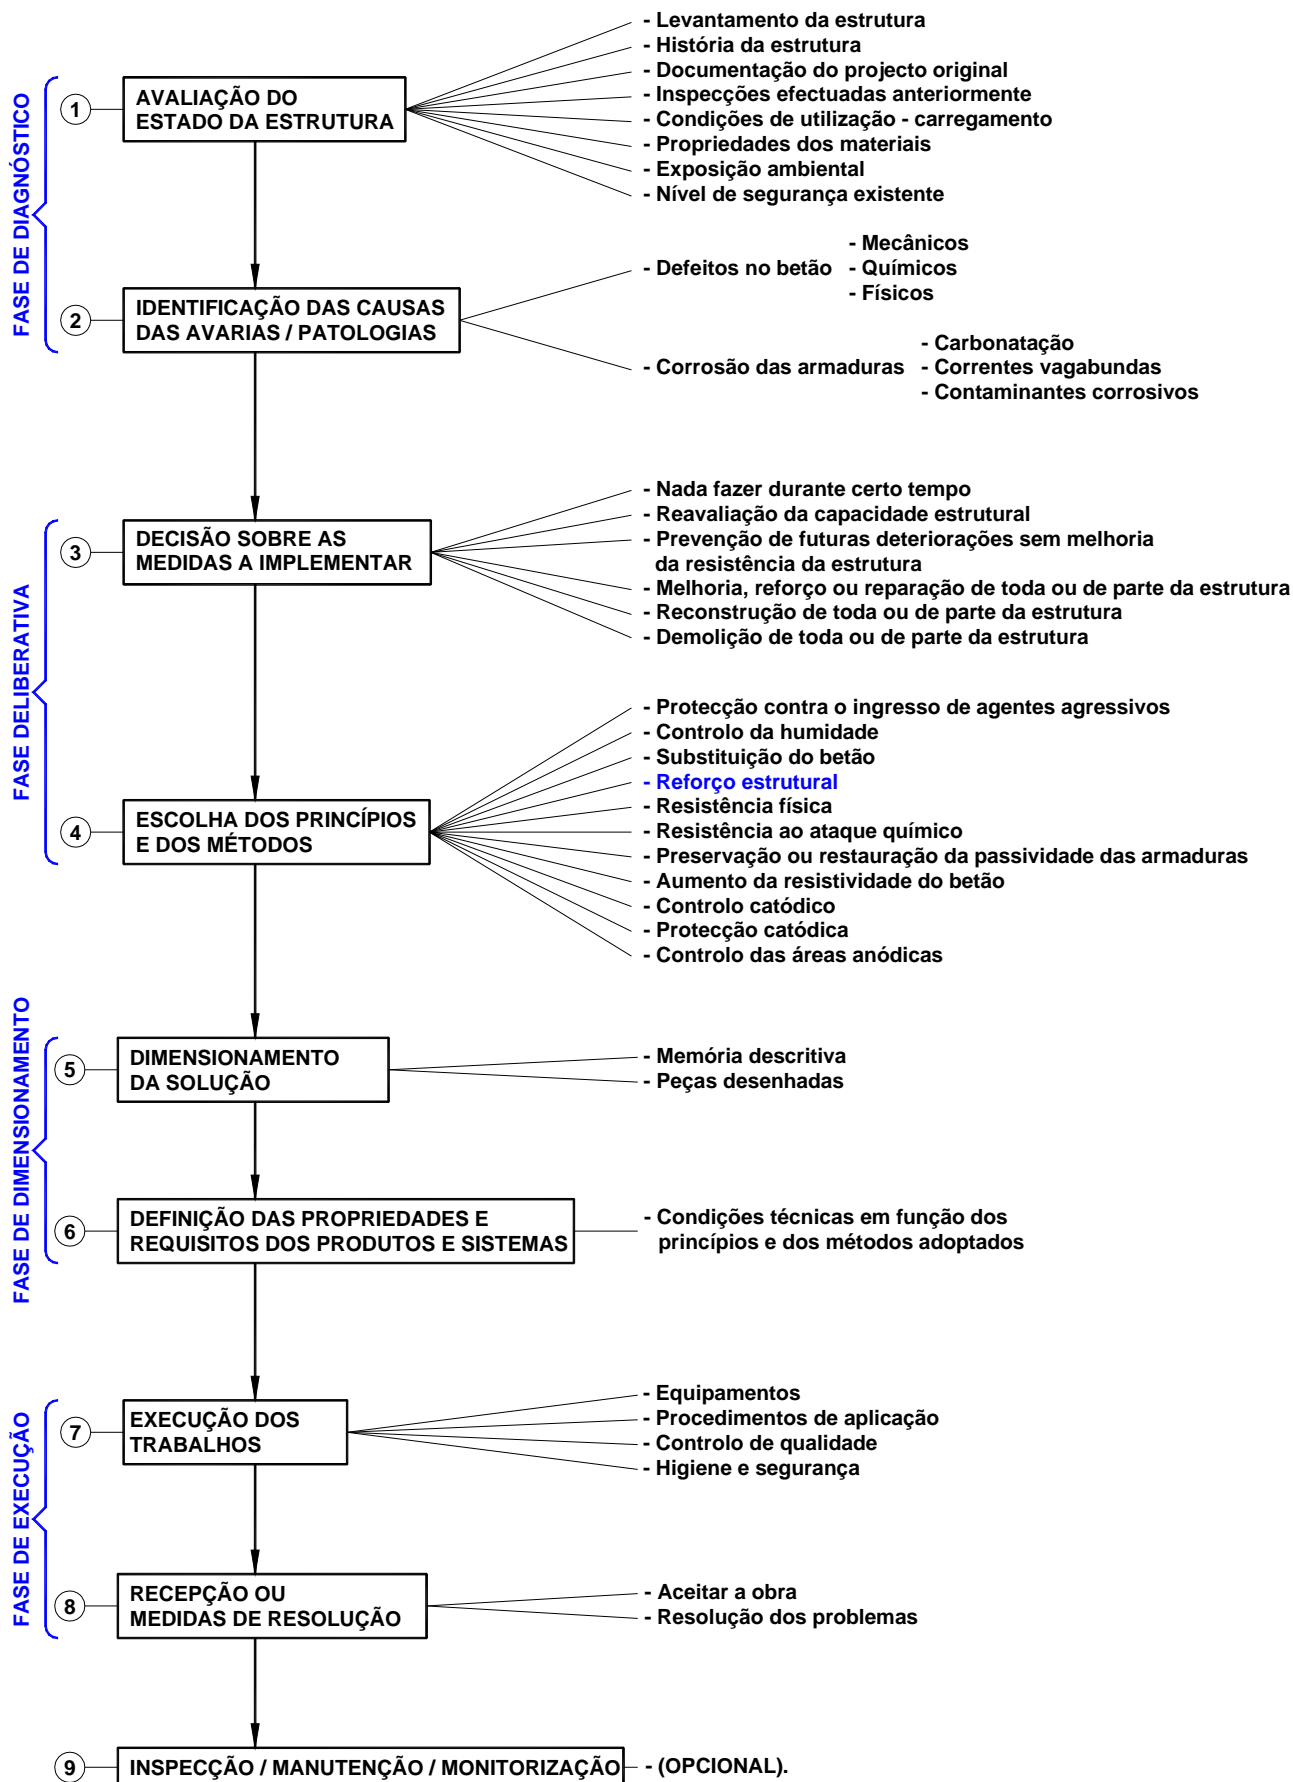 FASE DE DIAGNÓSTICO
1
AVALIAÇÃO DO
ESTADO DA ESTRUTURA
- Levantamento da estrutura
- História da estrutura
- Documentação do projecto original
- Inspecções efectuadas anteriormente
- Condições de utilização - carregamento
- Propriedades dos materiais
- Exposição ambiental
- Nível de segurança existente
2
IDENTIFICAÇÃO DAS CAUSAS
DAS AVARIAS / PATOLOGIAS
- Defeitos no betão
- Mecânicos
- Químicos
- Físicos
- Corrosão das armaduras
- Carbonatação
- Correntes vagabundas
- Contaminantes corrosivos
FASE DELIBERATIVA
3
DECISÃO SOBRE AS
MEDIDAS A IMPLEMENTAR
- Nada fazer durante certo tempo
- Reavaliação da capacidade estrutural
- Prevenção de futuras deteriorações sem melhoria
da resistência da estrutura
- Melhoria, reforço ou reparação de toda ou de parte da estrutura
- Reconstrução de toda ou de parte da estrutura
- Demolição de toda ou de parte da estrutura
4
ESCOLHA DOS PRINCÍPIOS
E DOS MÉTODOS
- Protecção contra o ingresso de agentes agressivos
- Controlo da humidade
- Substituição do betão
- Reforço estrutural
- Resistência física
- Resistência ao ataque químico
- Preservação ou restauração da passividade das armaduras
- Aumento da resistividade do betão
- Controlo catódico
- Protecção catódica
- Controlo das áreas anódicas
FASE DE DIMENSIONAMENTO
5
DIMENSIONAMENTO
DA SOLUÇÃO
- Memória descritiva
- Peças desenhadas
6
DEFINIÇÃO DAS PROPRIEDADES E
REQUISITOS DOS PRODUTOS E SISTEMAS
- Condições técnicas em função dos
princípios e dos métodos adoptados
FASE DE EXECUÇÃO
7
EXECUÇÃO DOS
TRABALHOS
- Equipamentos
- Procedimentos de aplicação
- Controlo de qualidade
- Higiene e segurança
8
RECEPÇÃO OU
MEDIDAS DE RESOLUÇÃO
- Aceitar a obra
- Resolução dos problemas
9
INSPECÇÃO / MANUTENÇÃO / MONITORIZAÇÃO
- (OPCIONAL).